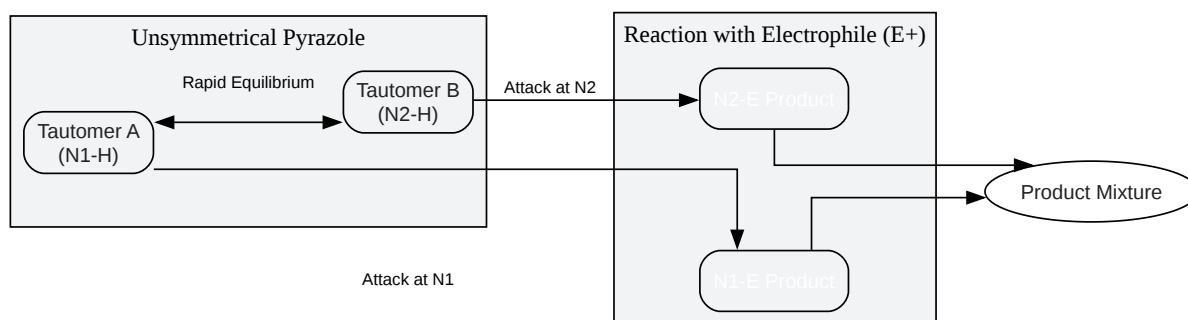 Unsymmetrical Pyrazole
Reaction with Electrophile (E+)
Rapid Equilibrium
Tautomer B
(N2-H)
Attack at N2
N2-E Product
Tautomer A
(N1-H)
Product Mixture
Attack at N1
N1-E Product